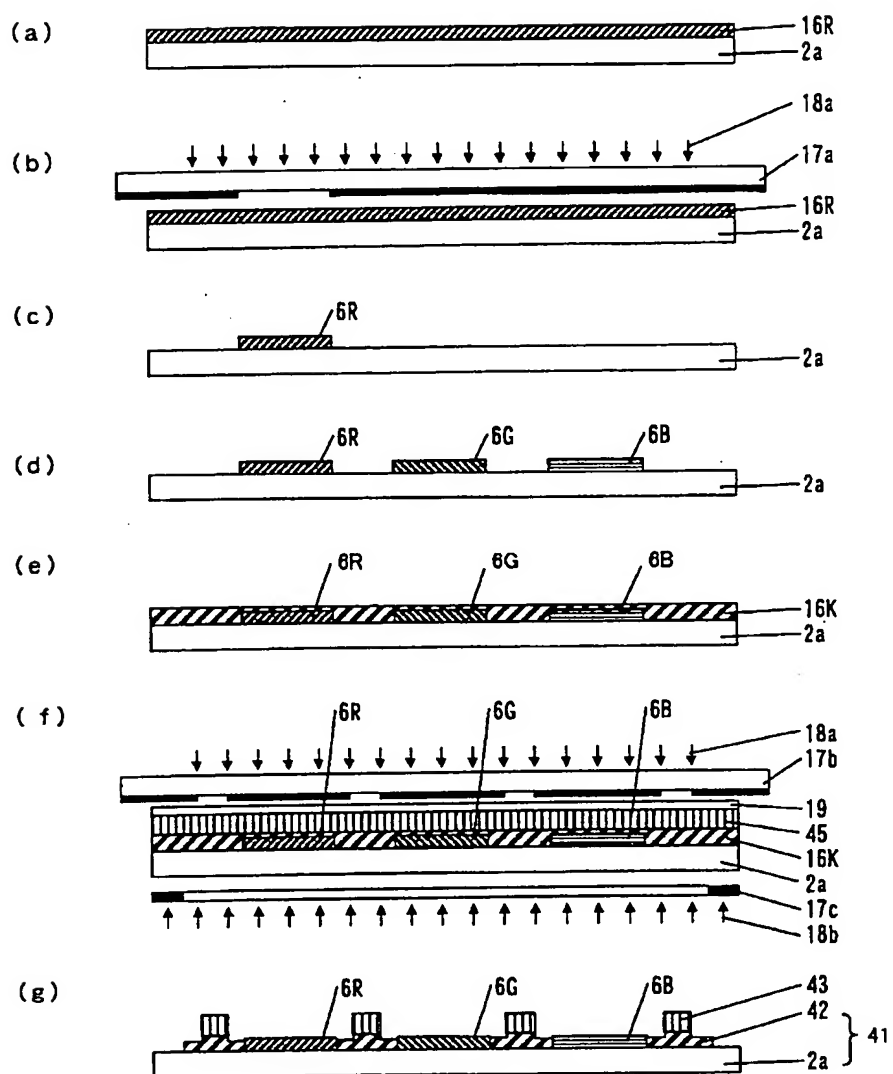 (a)
16R
2a
18a
(b)
17a
16R
2a
(c)
6R
2a
(d)
6R 6G 6B
2a
(e)
6R 6G 6B
16K
2a
(f)
6R 6G 6B
18a
17b
19
45
16K
2a
17c
18b
(g)
6R 6G 6B
43
42
41
2a